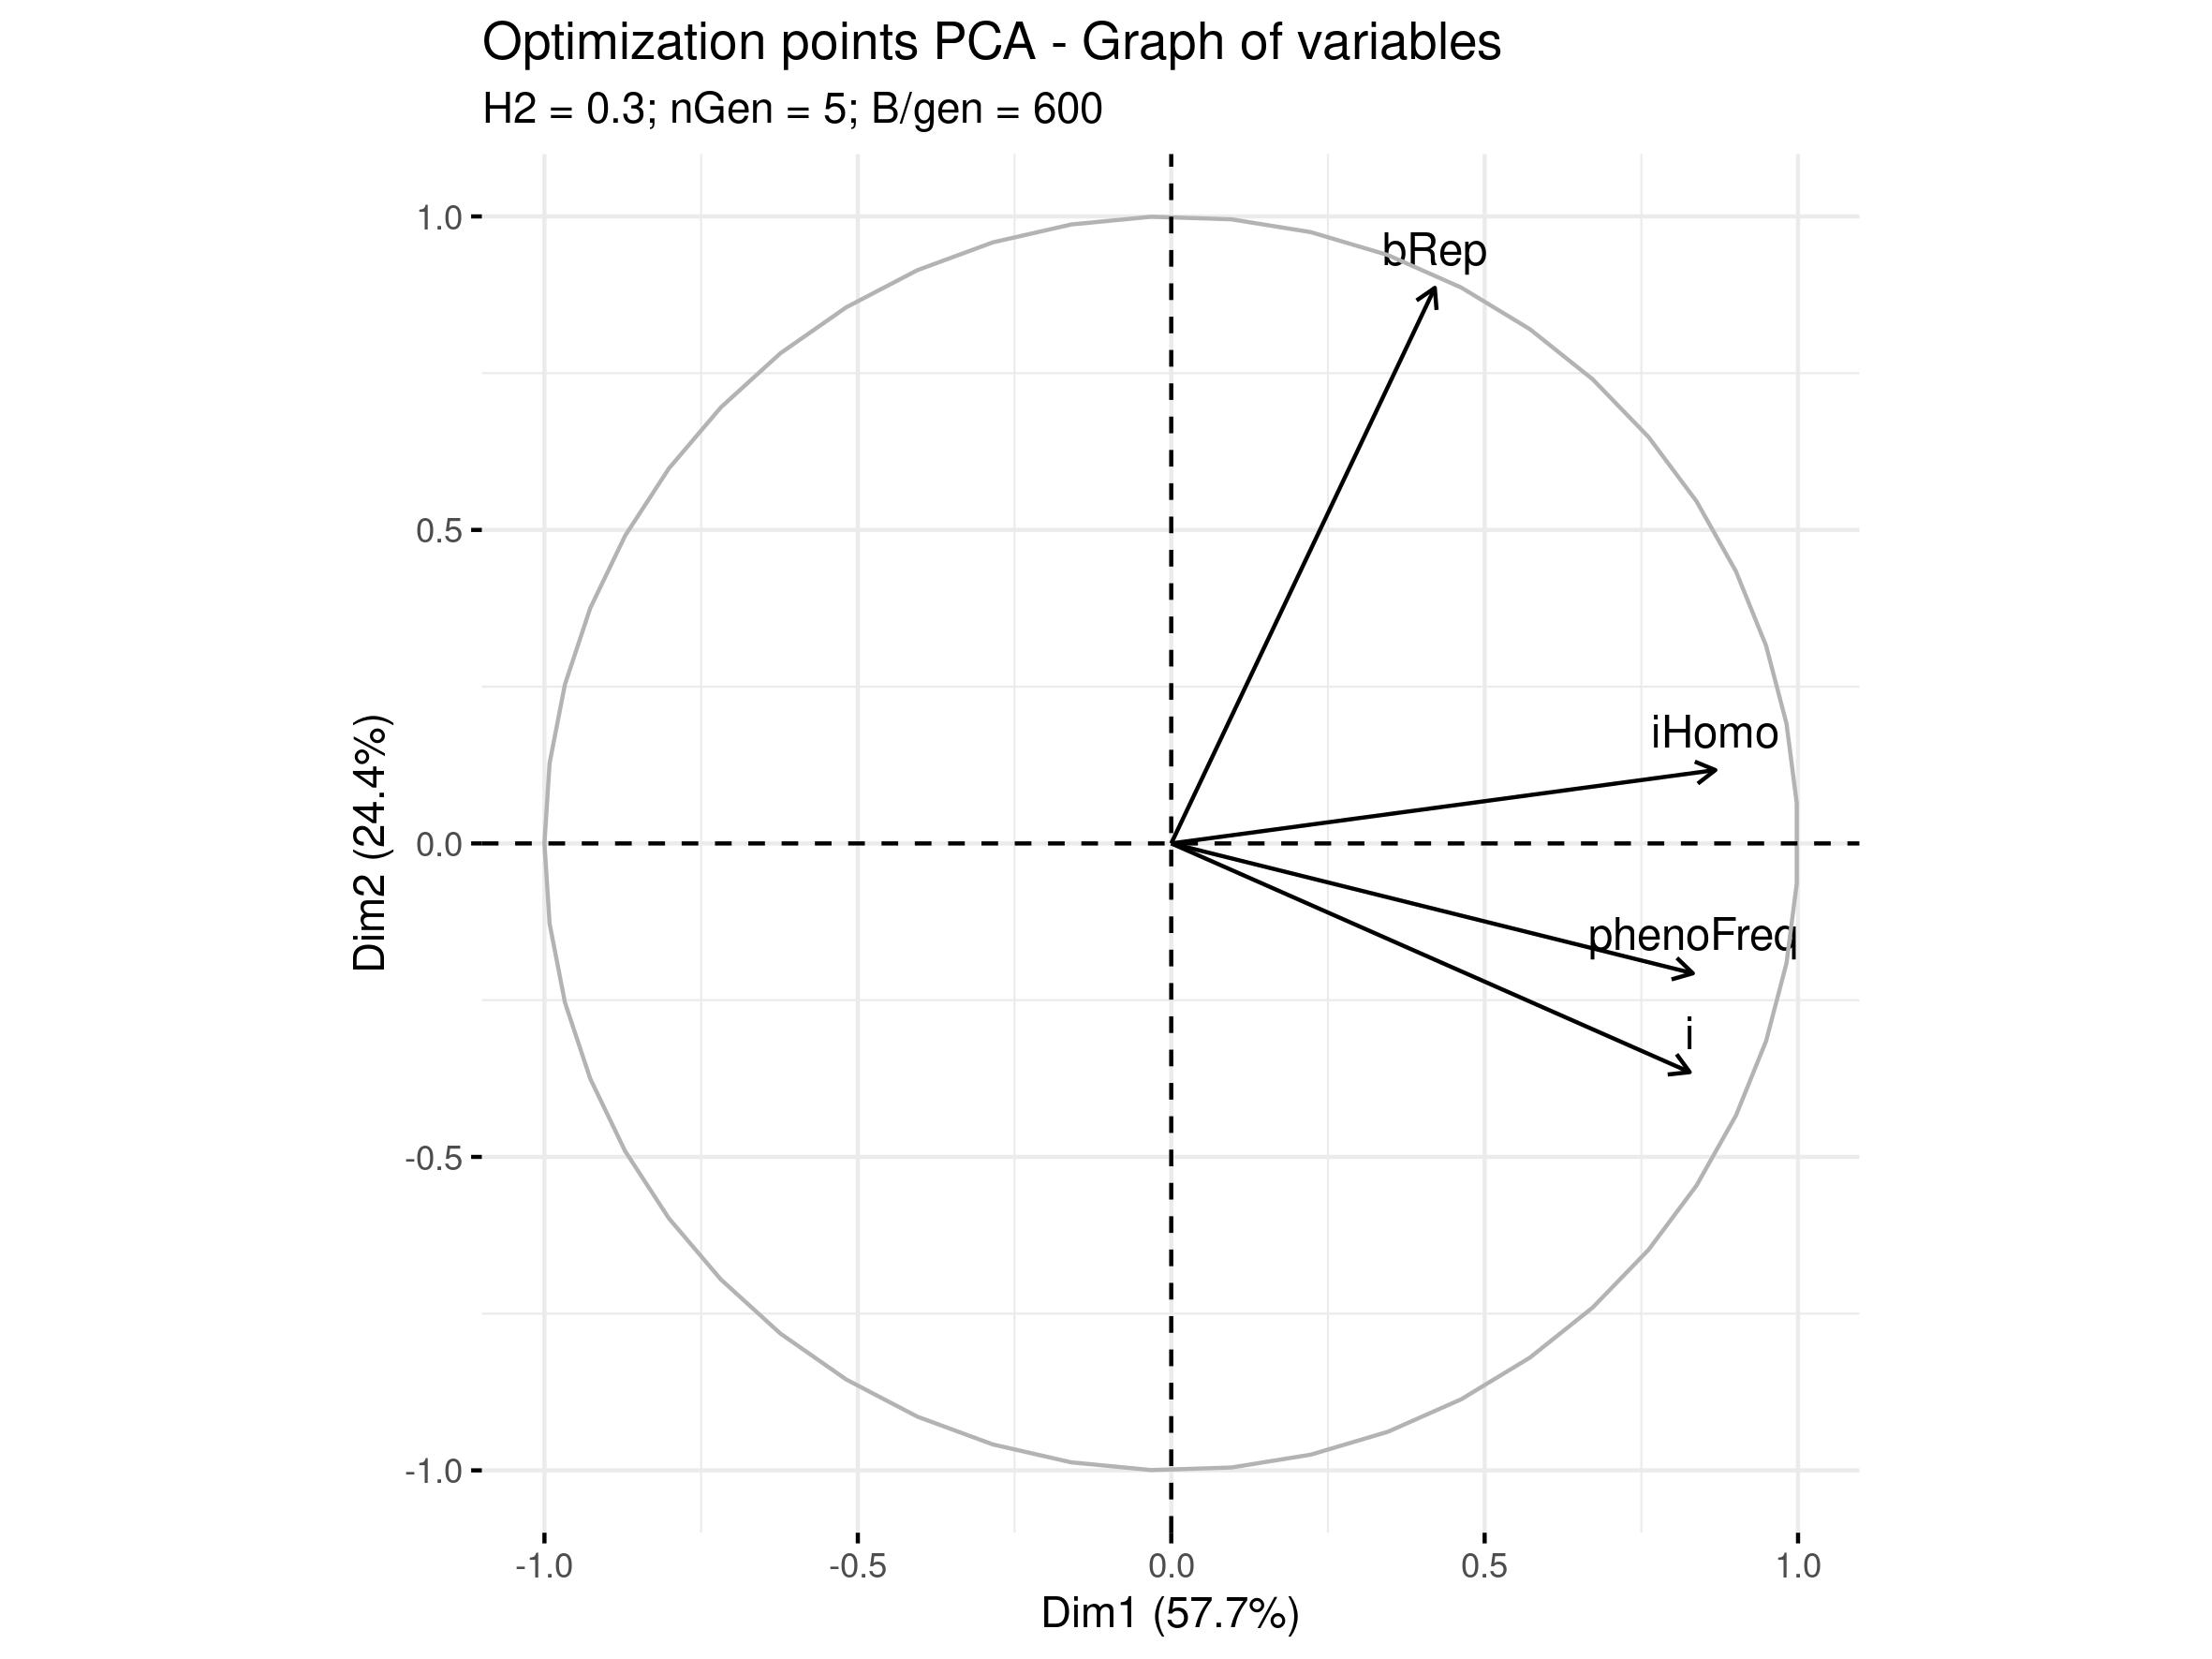 Optimization points PCA - Graph of variables
H2 = 0.3; nGen = 5; B/gen = 600
1.0
bRep
0.5
iHomo
0.0
phenoFreq
i
-0.5
-1.0
-1.0
-0.5
0.0
0.5
1.0
Dim1 (57.7%)
Dim2 (24.4%)